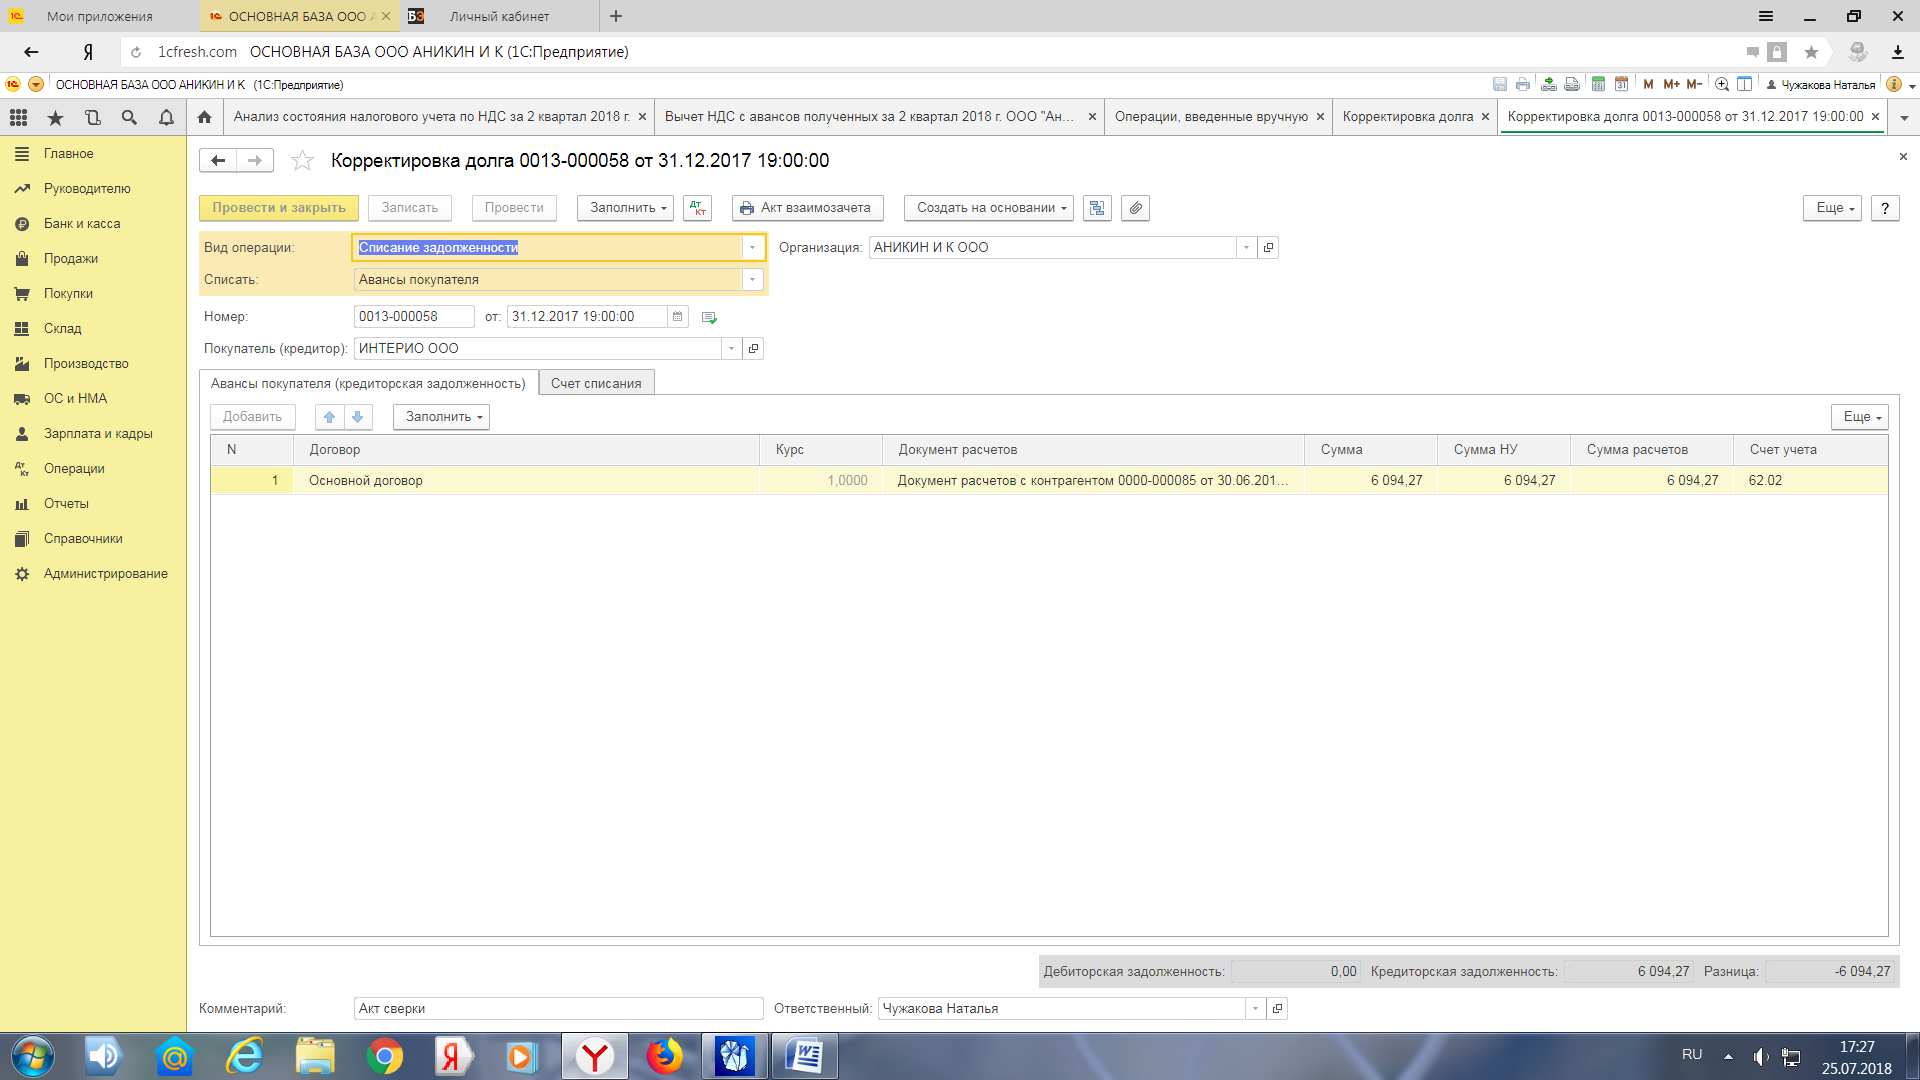 Мои приложения
ОСНОВНАЯ БАЗА ООО А
Личный кабинет
1cfresh.com ОСНОВНАЯ БАЗА ООО АНИКИН И К (1С:Предприятие)
ОСНОВНАЯ БАЗА ООО АНИКИН И К (1С:Предприятие)
M M+ M- Чужакова Наталья
Анализ состояния налогового учета по НДС за 2 квартал 2018 г.
Вычет НДС с авансов полученных за 2 квартал 2018 г. ООО "Ан...
Операции, введенные вручную
Корректировка долга
Корректировка долга 0013-000058 от 31.12.2017 19:00:00
Главное
Руководителю
Банк и касса
Продажи
Покупки
Склад
Производство
ОС и НМА
Зарплата и кадры
Операции
Отчеты
Справочники
Администрирование
Корректировка долга 0013-000058 от 31.12.2017 19:00:00
Провести и закрыть Записать Провести Заполнить Дт Кт Акт взаимозачета Создать на основании Еще ?
Вид операции: Списание задолженности Организация: АНИКИН И К ООО
Списать: Авансы покупателя
Номер: 0013-000058 от: 31.12.2017 19:00:00
Покупатель (кредитор): ИНТЕРИО ООО
Авансы покупателя (кредиторская задолженность) Счет списания
Добавить Заполнить Еще
N Договор Курс Документ расчетов Сумма Сумма НУ Сумма расчетов Счет учета
1 Основной договор 1,0000 Документ расчетов с контрагентом 0000-000085 от 30.06.201... 6 094,27 6 094,27 6 094,27 62.02
Дебиторская задолженность: 0,00 Кредиторская задолженность: 6 094,27 Разница: -6 094,27
Комментарий: Акт сверки Ответственный: Чужакова Наталья
RU 17:27
25.07.2018